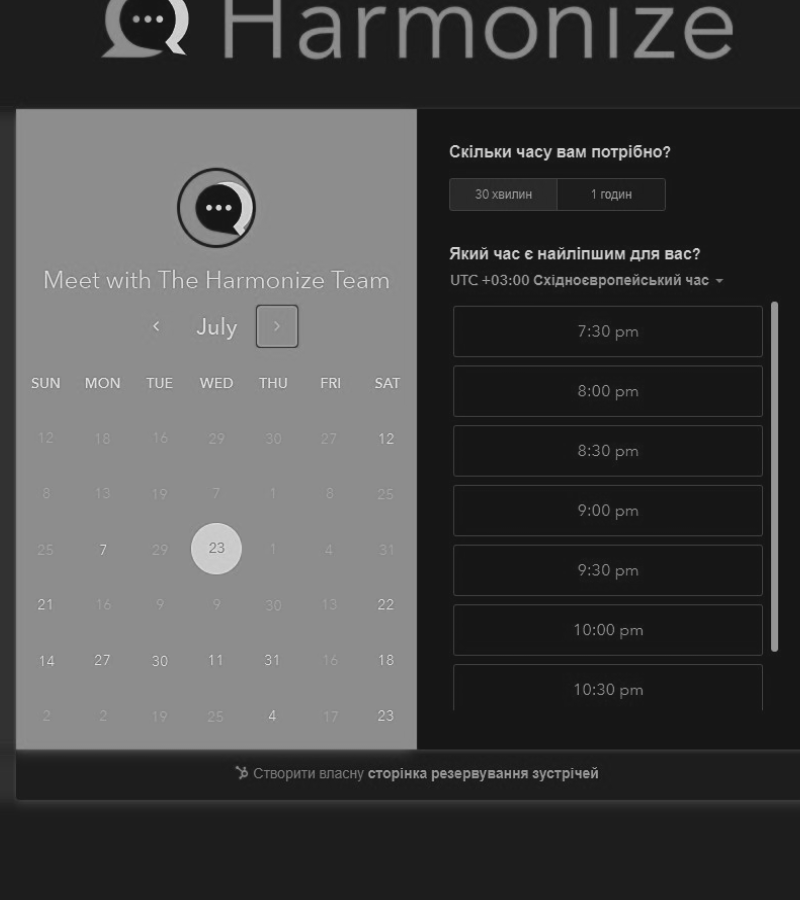 Harmonize
Meet with The Harmonize Team
July
SUN MON TUE WED THU FRI SAT
12 18 16 29 30 27 12
8 13 19 7 1 8 25
25 7 29 23 1 4 31
21 16 9 9 30 13 22
14 27 30 11 31 16 18
2 2 19 25 4 17 23
Скільки часу вам потрібно?
30 хвилин 1 годин
Який час є найліпшим для вас?
UTC +03:00 Східноєвропейський час
7:30 pm
8:00 pm
8:30 pm
9:00 pm
9:30 pm
10:00 pm
10:30 pm
Створити власну сторінка резервування зустрічей